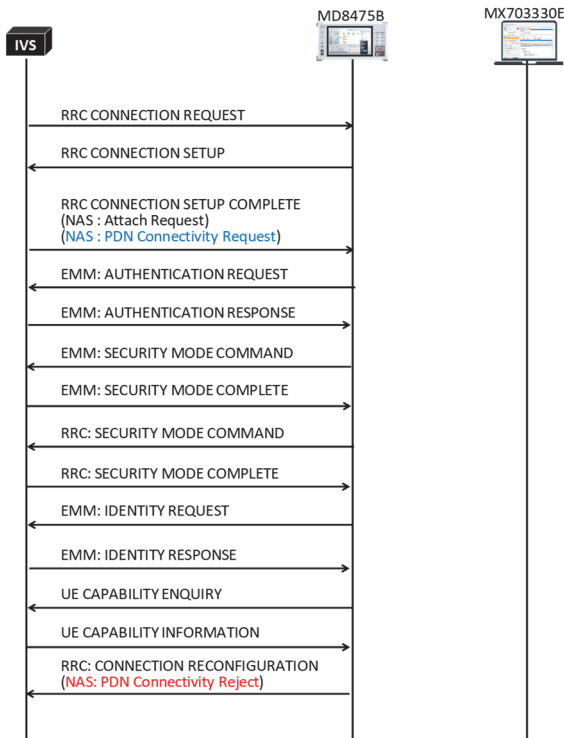 MD8475B
MX703330E
IVS
RRC CONNECTION REQUEST
RRC CONNECTION SETUP
RRC CONNECTION SETUP COMPLETE
(NAS : Attach Request)
(NAS : PDN Connectivity Request)
EMM: AUTHENTICATION REQUEST
EMM: AUTHENTICATION RESPONSE
EMM: SECURITY MODE COMMAND
EMM: SECURITY MODE COMPLETE
RRC: SECURITY MODE COMMAND
RRC: SECURITY MODE COMPLETE
EMM: IDENTITY REQUEST
EMM: IDENTITY RESPONSE
UE CAPABILITY ENQUIRY
UE CAPABILITY INFORMATION
RRC: CONNECTION RECONFIGURATION
(NAS: PDN Connectivity Reject)